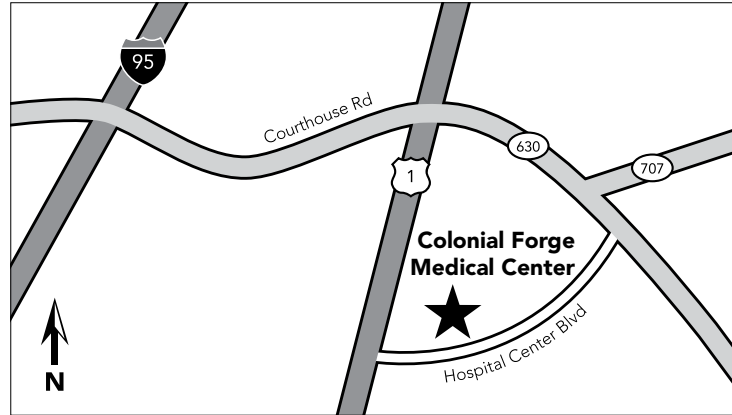 95
Courthouse Rd
630
707
1
Colonial Forge
Medical Center
Hospital Center Blvd
N